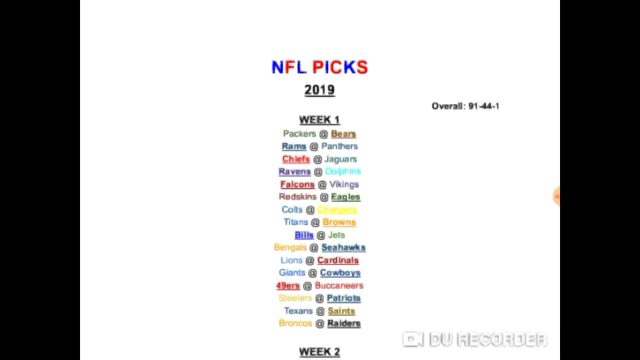 NFL PICKS
2019
Overall: 91-44-1
WEEK 1
Packers @ Bears
Rams @ Panthers
Chiefs @ Jaguars
Ravens @ Dolphins
Falcons @ Vikings
Redskins @ Eagles
Colts @ Chargers
Titans @ Browns
Bills @ Jets
Bengals @ Seahawks
Lions @ Cardinals
Giants @ Cowboys
49ers @ Buccaneers
Steelers @ Patriots
Texans @ Saints
Broncos @ Raiders
WEEK 2
DU RECORDER